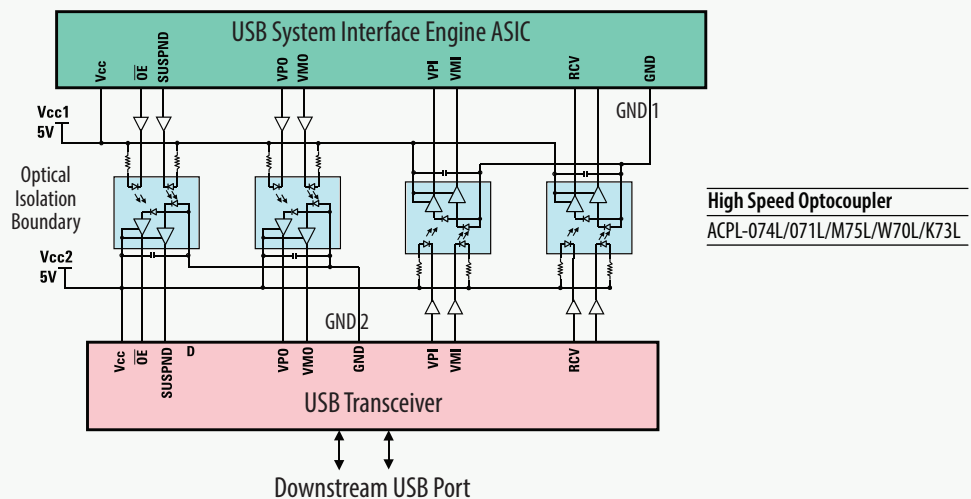 USB System Interface Engine ASIC
Vcc
OE
SUSPND
VPO
VMO
VPI
VMI
RCV
GND
GND 1
Vcc1
5V
Optical
Isolation
Boundary
High Speed Optocoupler
ACPL-074L/071L/M75L/W70L/K73L
Vcc2
5V
GND 2
Vcc
OE
SUSPND
D
VPO
VMO
GND
VPI
VMI
RCV
USB Transceiver
Downstream USB Port